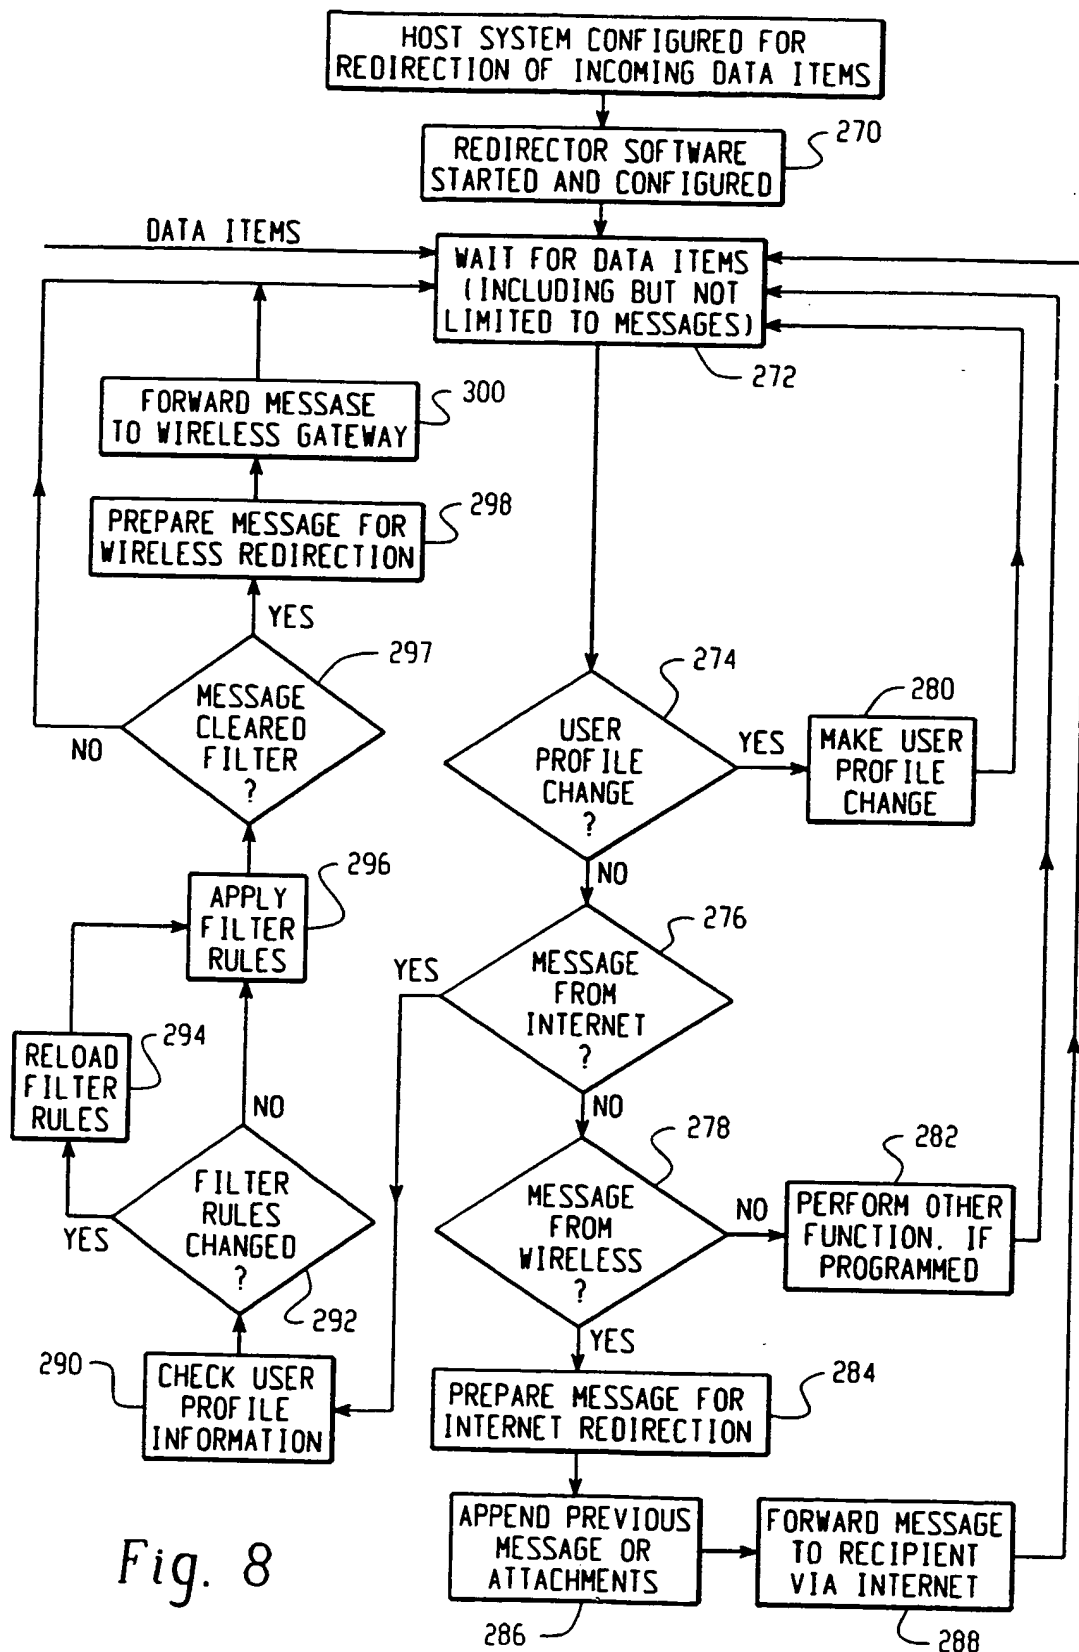 HOST SYSTEM CONFIGURED FOR
REDIRECTION OF INCOMING DATA ITEMS
270
REDIRECTOR SOFTWARE
STARTED AND CONFIGURED
DATA ITEMS
WAIT FOR DATA ITEMS
(INCLUDING BUT NOT
LIMITED TO MESSAGES)
272
300
FORWARD MESSASE
TO WIRELESS GATEWAY
298
PREPARE MESSAGE FOR
WIRELESS REDIRECTION
YES
297
MESSAGE
CLEARED
FILTER
?
NO
274
USER
PROFILE
CHANGE
?
YES
280
MAKE USER
PROFILE
CHANGE
NO
296
APPLY
FILTER
RULES
276
MESSAGE
FROM
INTERNET
?
YES
294
RELOAD
FILTER
RULES
NO
NO
278
MESSAGE
FROM
WIRELESS
?
NO
282
PERFORM OTHER
FUNCTION. IF
PROGRAMMED
FILTER
RULES
CHANGED
?
YES
292
YES
290
CHECK USER
PROFILE
INFORMATION
284
PREPARE MESSAGE FOR
INTERNET REDIRECTION
APPEND PREVIOUS
MESSAGE OR
ATTACHMENTS
286
FORWARD MESSAGE
TO RECIPIENT
VIA INTERNET
288
Fig. 8